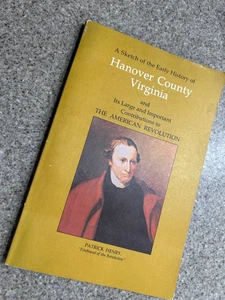 A Sketch of the Early History of
Hanover County
Virginia
and
Its Large and Important
Contributions to
THE AMERICAN REVOLUTION
PATRICK HENRY,
"Firebrand of the Revolution"